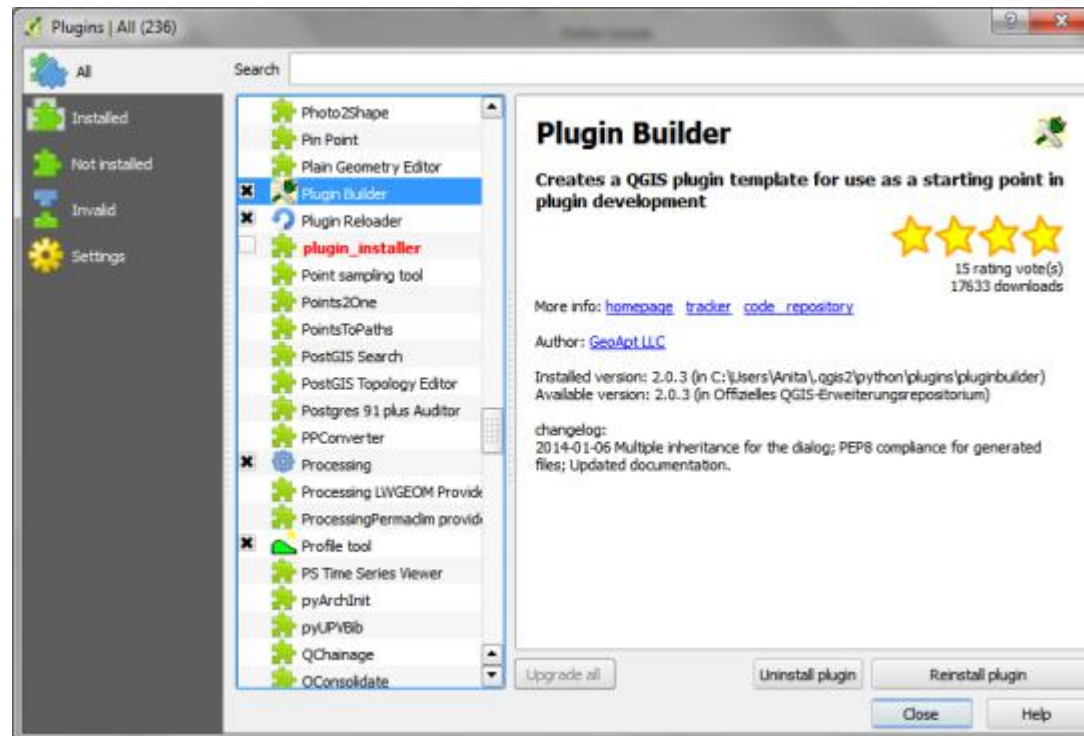 Plugins | All (236)
All
Installed
Not installed
Invalid
Settings
Search
Photo2Shape
Pin Point
Plain Geometry Editor
Plugin Builder
Plugin Reloader
plugin_installer
Point sampling tool
Points2One
PointsToPaths
PostGIS Search
PostGIS Topology Editor
Postgres 91 plus Auditor
PPConverter
Processing
Processing LWGEOM Provide
ProcessingPermaclim provid
Profile tool
PS Time Series Viewer
pyArchInit
pyUPVBib
QChainage
QConsolidate
Plugin Builder
Creates a QGIS plugin template for use as a starting point in
plugin development
15 rating vote(s)
17633 downloads
More info: homepage tracker code_repository
Author: GeoApt LLC
Installed version: 2.0.3 (in C:\Users\Anita\.qgis2\python\plugins\pluginbuilder)
Available version: 2.0.3 (in Offizielles QGIS-Erweiterungsrepositorium)
changelog:
2014-01-06 Multiple inheritance for the dialog; PEP8 compliance for generated
files; Updated documentation.
Upgrade all
Uninstall plugin
Reinstall plugin
Close
Help